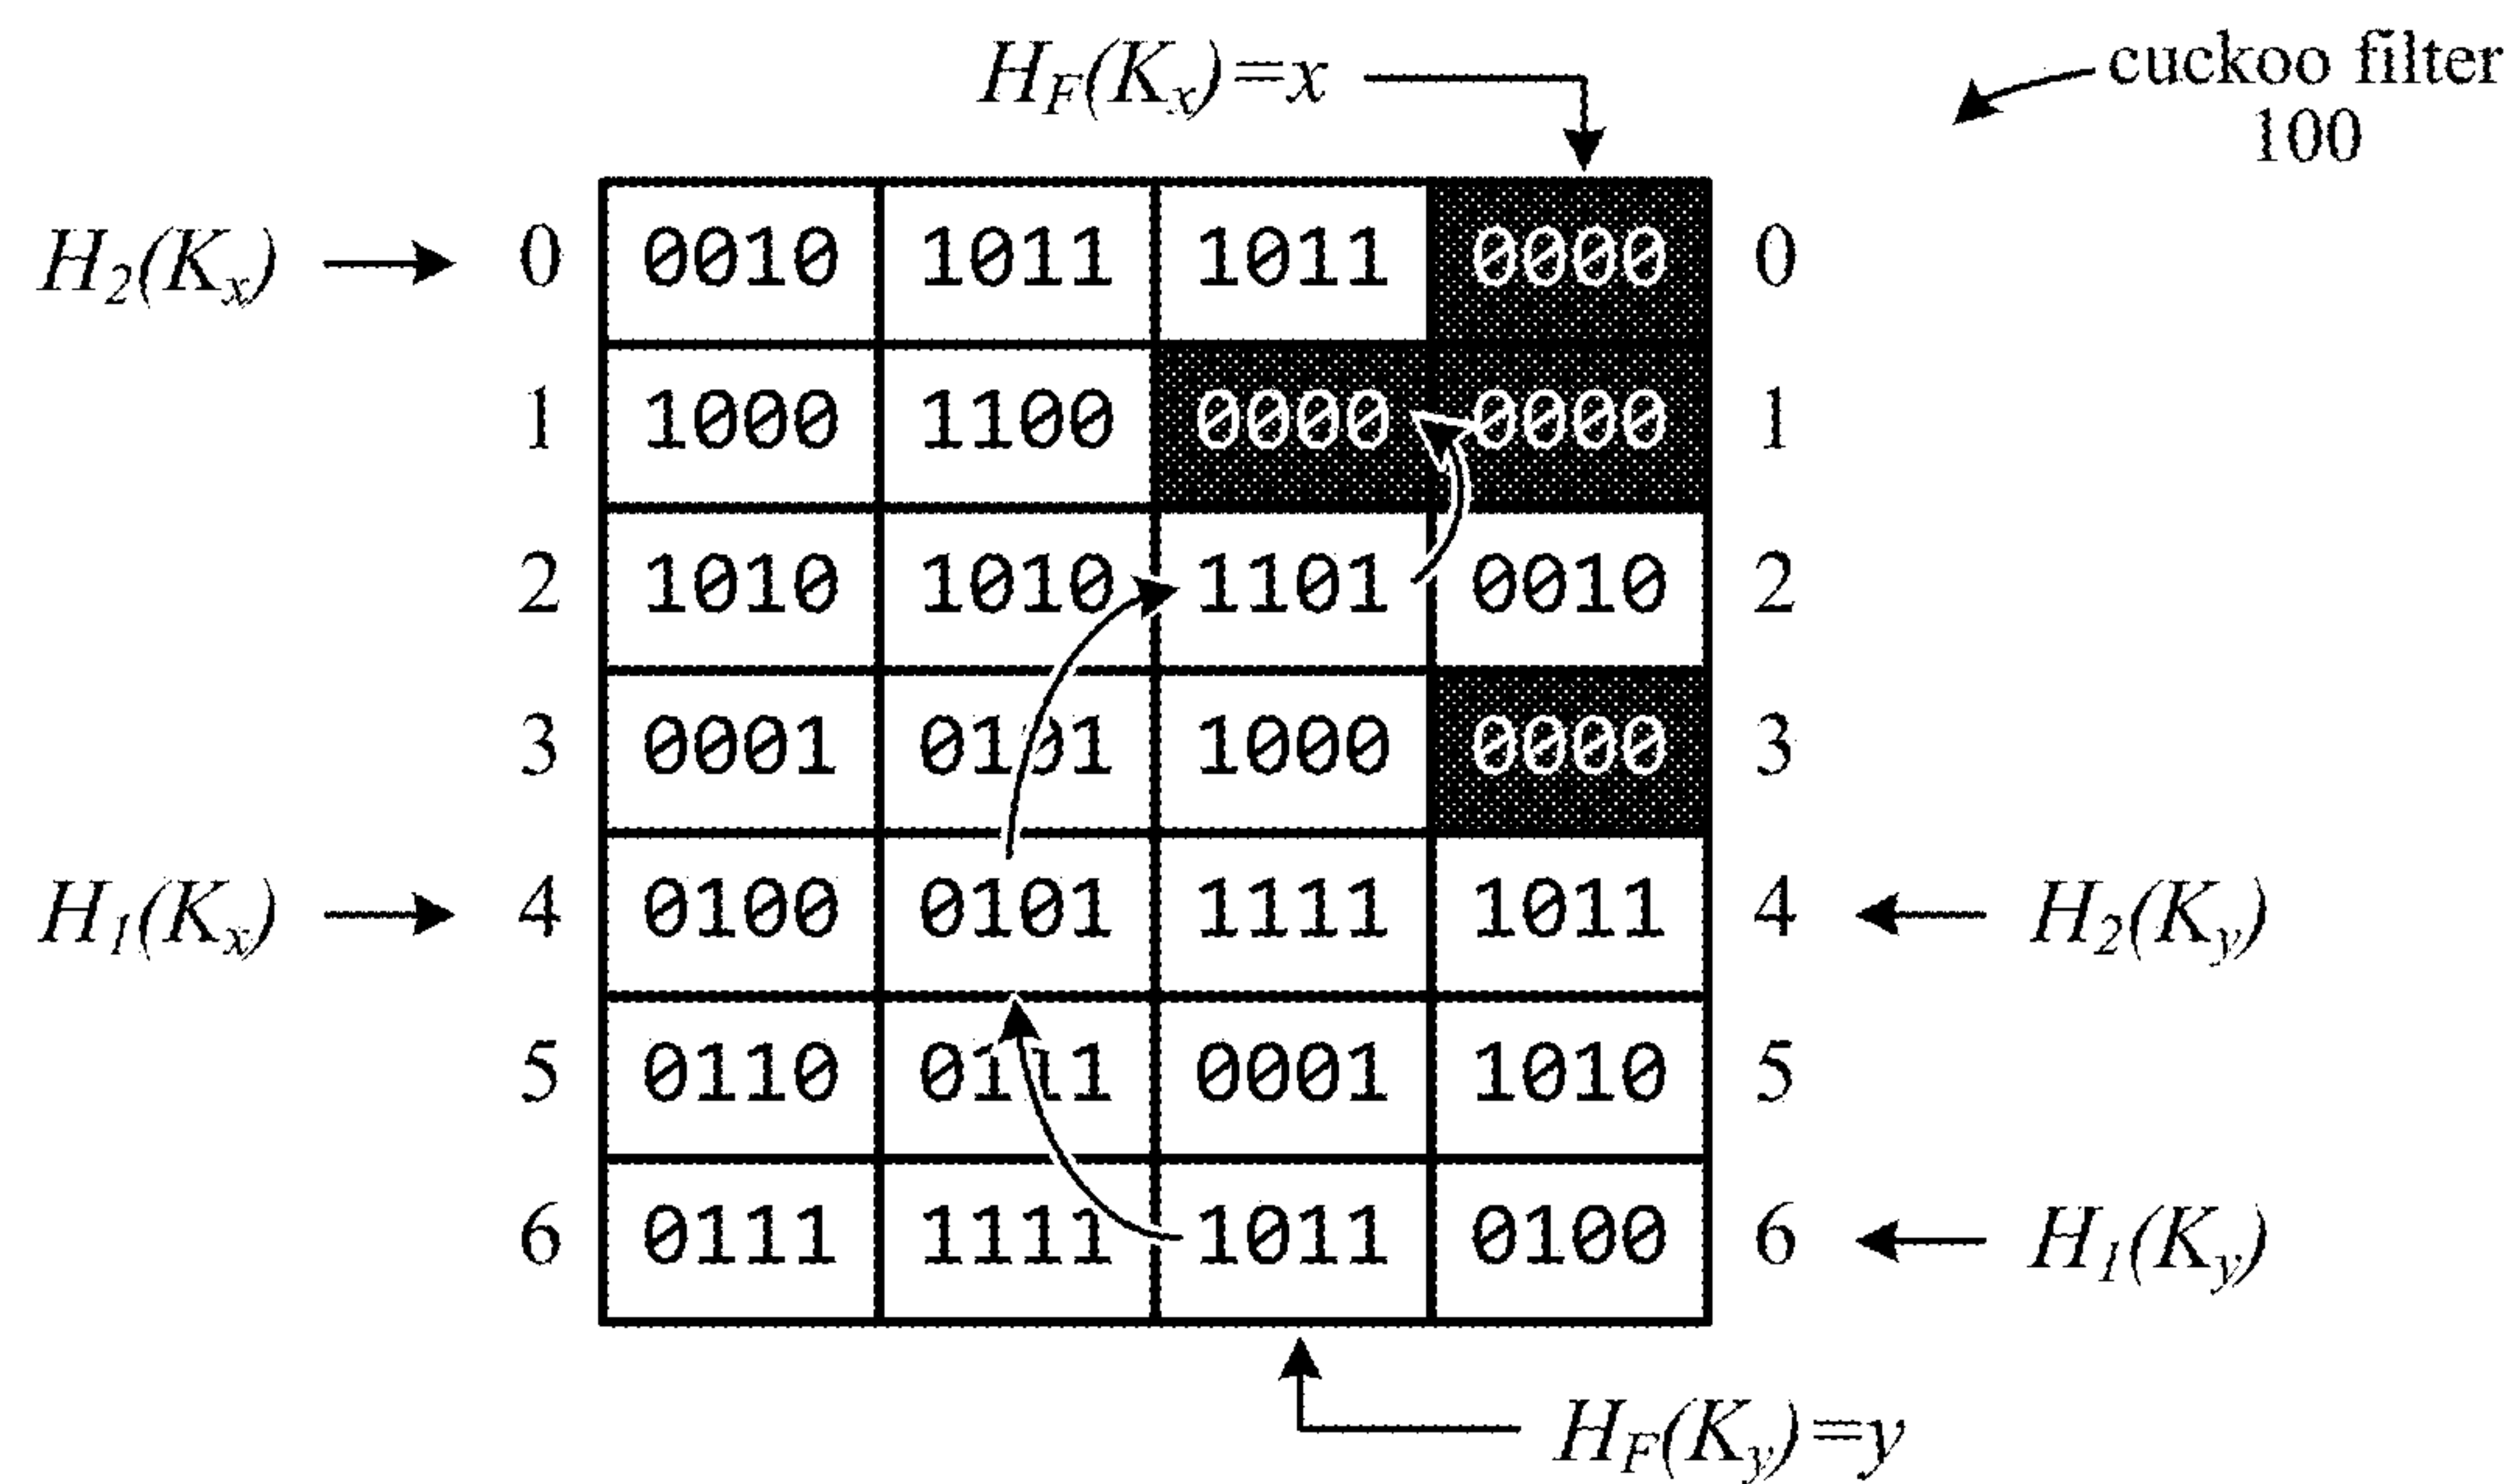 H_F(K_x)=x
cuckoo filter
100
H_2(K_x) 0 0010 1011 1011 0000 0
1 1000 1100 0000 0000 1
2 1010 1010 1101 0010 2
3 0001 0101 1000 0000 3
H_1(K_x) 4 0100 0101 1111 1011 4 H_2(K_y)
5 0110 0111 0001 1010 5
6 0111 1111 1011 0100 6 H_1(K_y)
H_F(K_y)=y